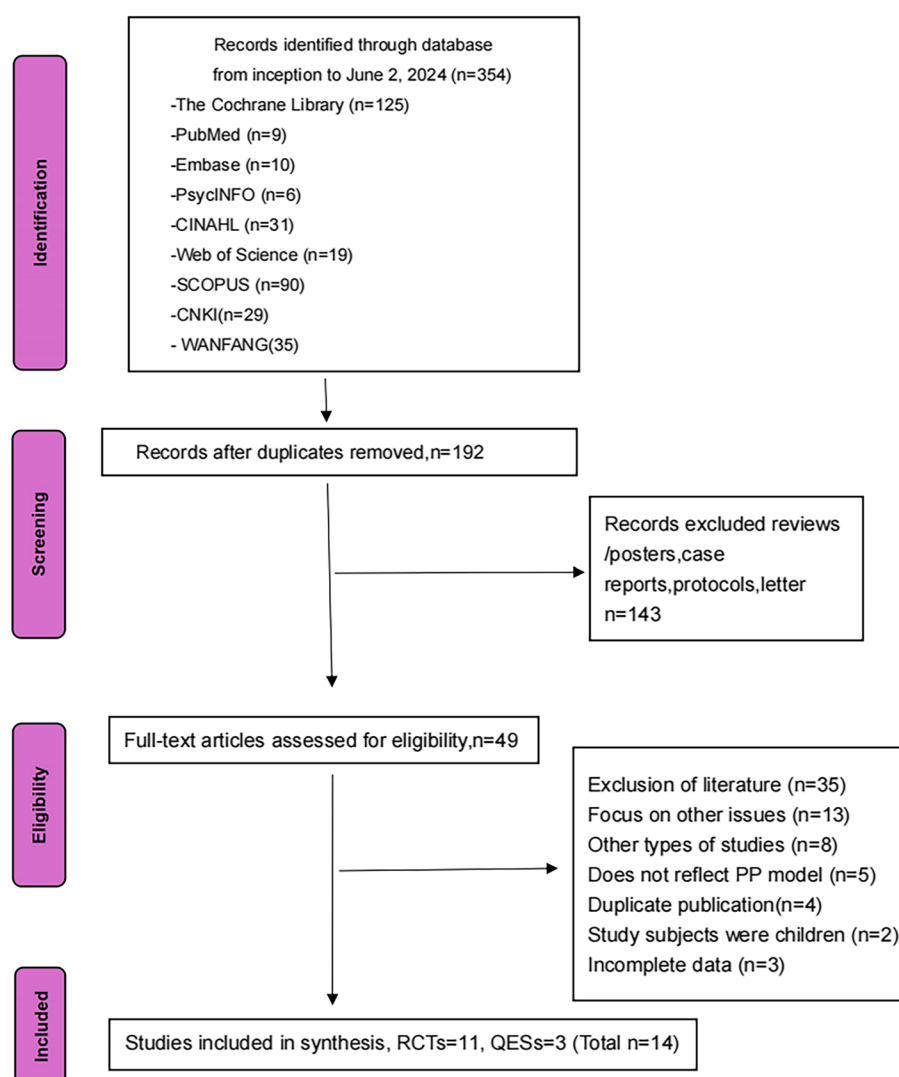 Identification
Records identified through database
from inception to June 2, 2024 (n=354)
-The Cochrane Library (n=125)
-PubMed (n=9)
-Embase (n=10)
-PsycINFO (n=6)
-CINAHL (n=31)
-Web of Science (n=19)
-SCOPUS (n=90)
-CNKI(n=29)
- WANFANG(35)
Screening
Records after duplicates removed,n=192
Records excluded reviews
/posters,case
reports,protocols,letter
n=143
Eligibility
Full-text articles assessed for eligibility,n=49
Exclusion of literature (n=35)
Focus on other issues (n=13)
Other types of studies (n=8)
Does not reflect PP model (n=5)
Duplicate publication(n=4)
Study subjects were children (n=2)
Incomplete data (n=3)
Included
Studies included in synthesis, RCTs=11, QESs=3 (Total n=14)